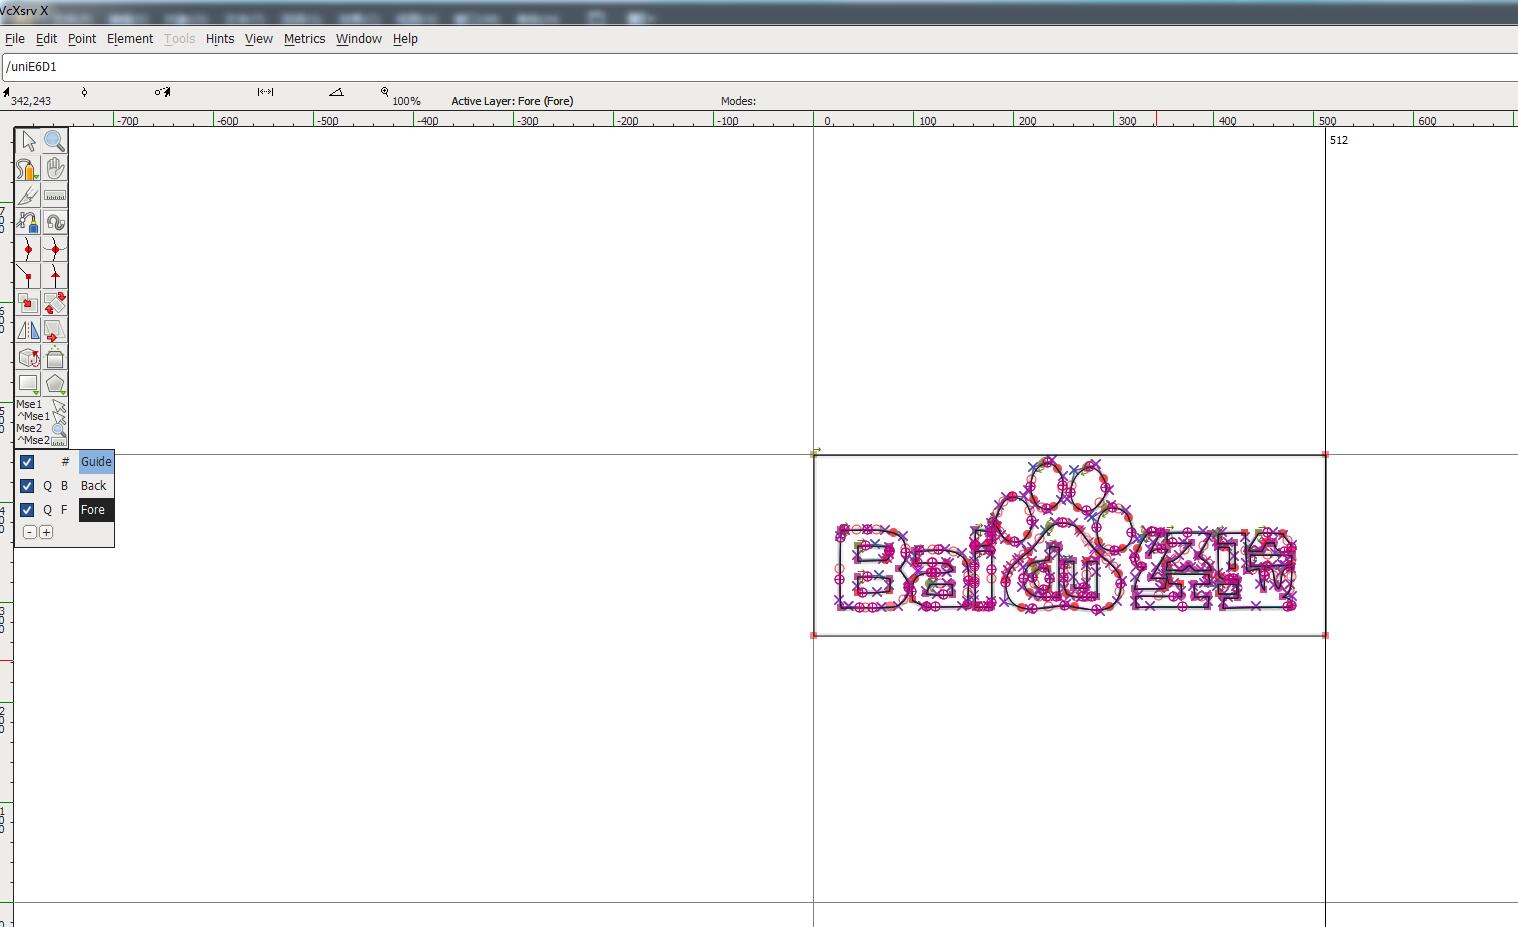 VcXsrv X
File Edit Point Element Tools Hints View Metrics Window Help
/uniE6D1
342,243 100% Active Layer: Fore (Fore) Modes:
-700 -600 -500 -400 -300 -200 -100 0 100 200 300 400 500 600
512
Mse1
^Mse1
Mse2
^Mse2
# Guide
Q B Back
Q F Fore
- +
Bai du